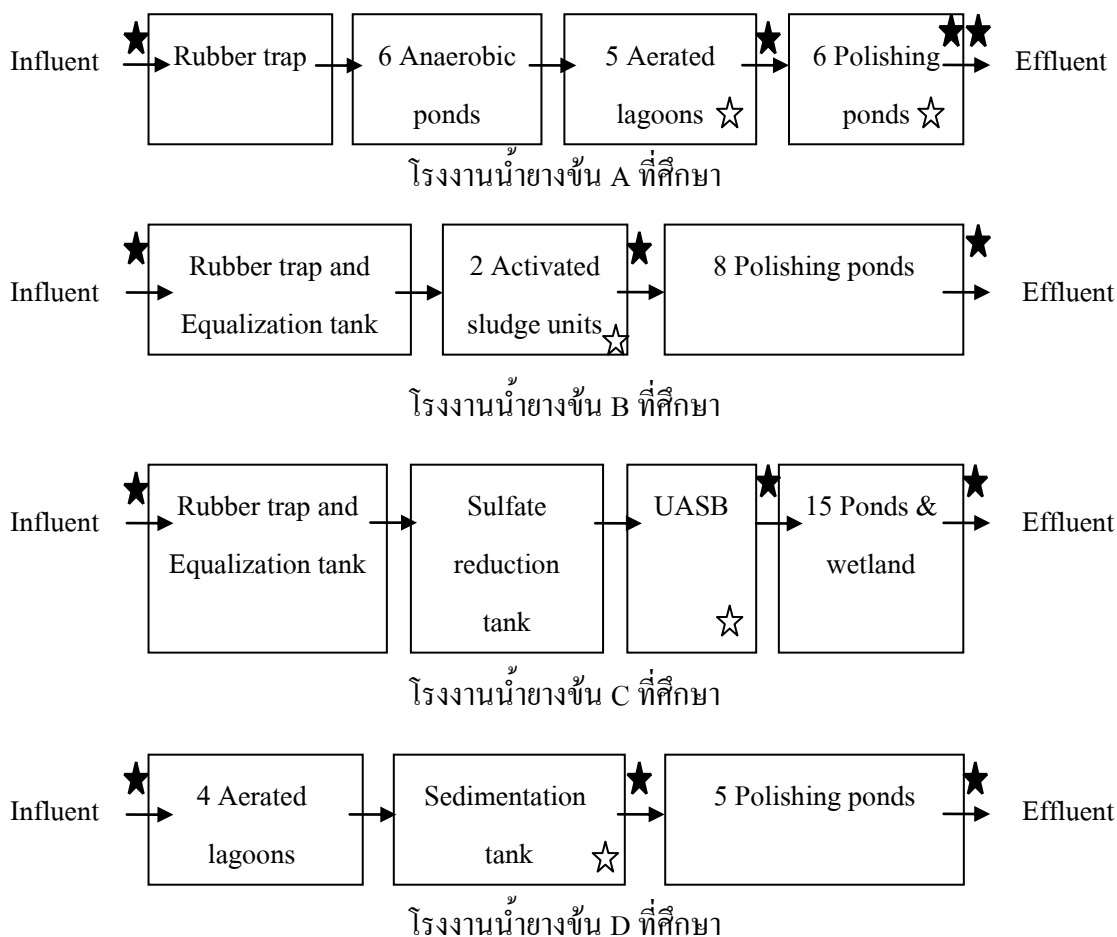 Influent
Rubber trap
6 Anaerobic
ponds
5 Aerated
lagoons
6 Polishing
ponds
Effluent
โรงงานน้ำยางข้น A ที่ศึกษา
Influent
Rubber trap and
Equalization tank
2 Activated
sludge units
8 Polishing ponds
Effluent
โรงงานน้ำยางข้น B ที่ศึกษา
Influent
Rubber trap and
Equalization tank
Sulfate
reduction
tank
UASB
15 Ponds &
wetland
Effluent
โรงงานน้ำยางข้น C ที่ศึกษา
Influent
4 Aerated
lagoons
Sedimentation
tank
5 Polishing ponds
Effluent
โรงงานน้ำยางข้น D ที่ศึกษา